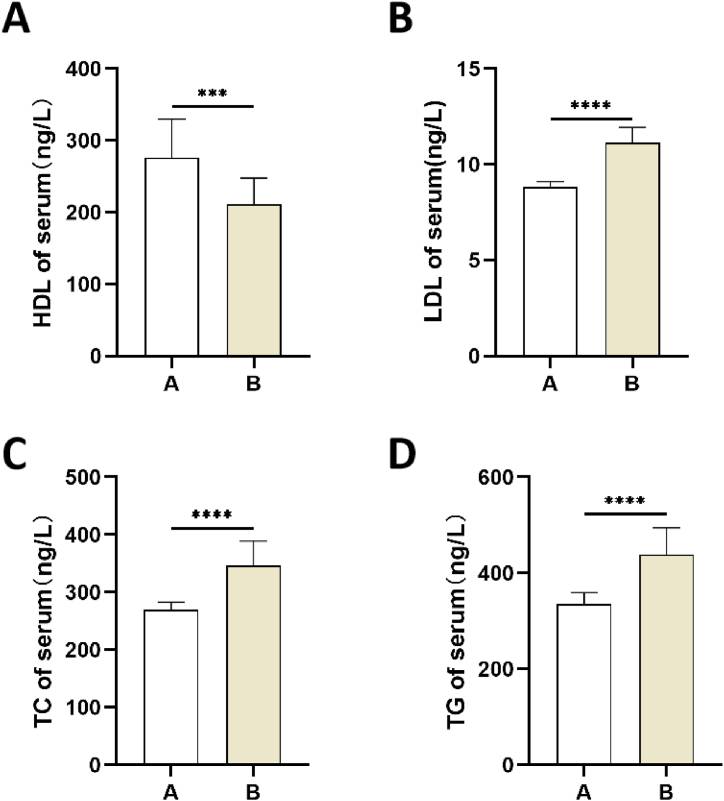 A
HDL of serum（ng/L）
400
300
200
100
0
***
A B
B
LDL of serum(ng/L)
15
10
5
0
****
A B
C
TC of serum（ng/L）
500
400
300
200
100
0
****
A B
D
TG of serum（ng/L）
600
400
200
0
****
A B